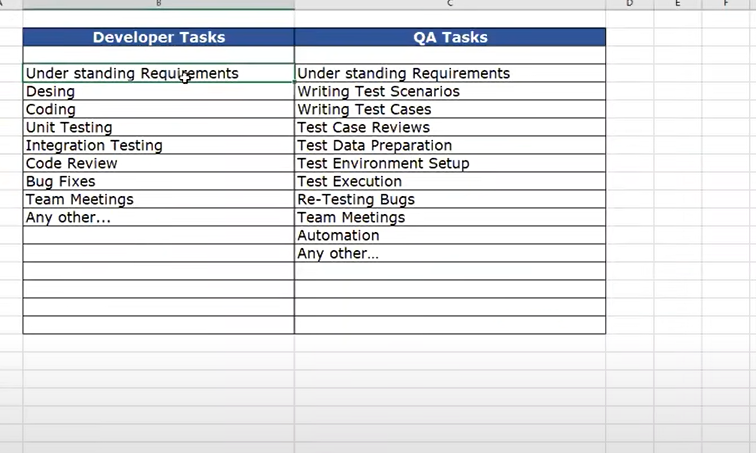 B C D E F
Developer Tasks QA Tasks
Under standing Requirements Under standing Requirements
Desing Writing Test Scenarios
Coding Writing Test Cases
Unit Testing Test Case Reviews
Integration Testing Test Data Preparation
Code Review Test Environment Setup
Bug Fixes Test Execution
Team Meetings Re-Testing Bugs
Any other... Team Meetings
Automation
Any other...